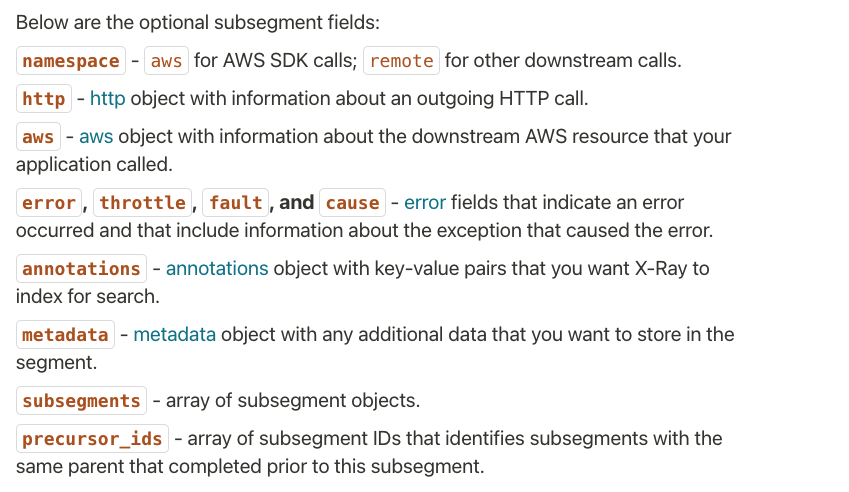 Below are the optional subsegment fields:
namespace - aws for AWS SDK calls; remote for other downstream calls.
http - http object with information about an outgoing HTTP call.
aws - aws object with information about the downstream AWS resource that your
application called.
error, throttle, fault, and cause - error fields that indicate an error
occurred and that include information about the exception that caused the error.
annotations - annotations object with key-value pairs that you want X-Ray to
index for search.
metadata - metadata object with any additional data that you want to store in the
segment.
subsegments - array of subsegment objects.
precursor_ids - array of subsegment IDs that identifies subsegments with the
same parent that completed prior to this subsegment.